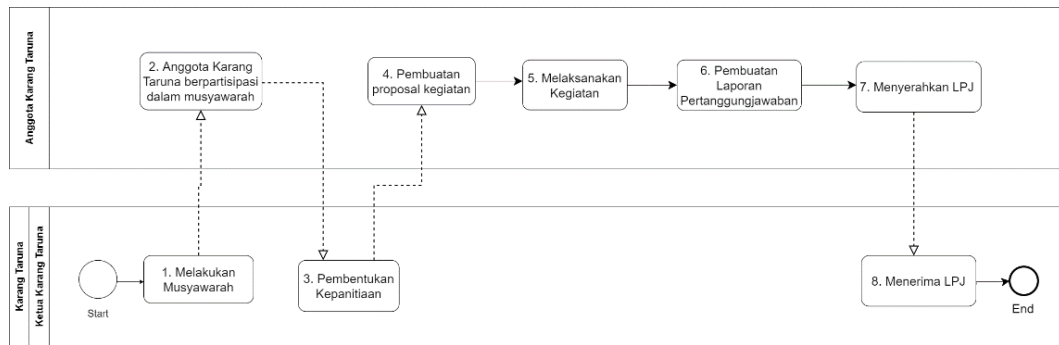 Anggota Karang Taruna
2. Anggota Karang
Taruna berpartisipasi
dalam musyawarah
4. Pembuatan
proposal kegiatan
5. Melaksanakan
Kegiatan
6. Pembuatan
Laporan
Pertanggungjawaban
7. Menyerahkan LPJ
Karang Taruna
Ketua Karang Taruna
Start
1. Melakukan
Musyawarah
3. Pembentukan
Kepanitiaan
8. Menerima LPJ
End